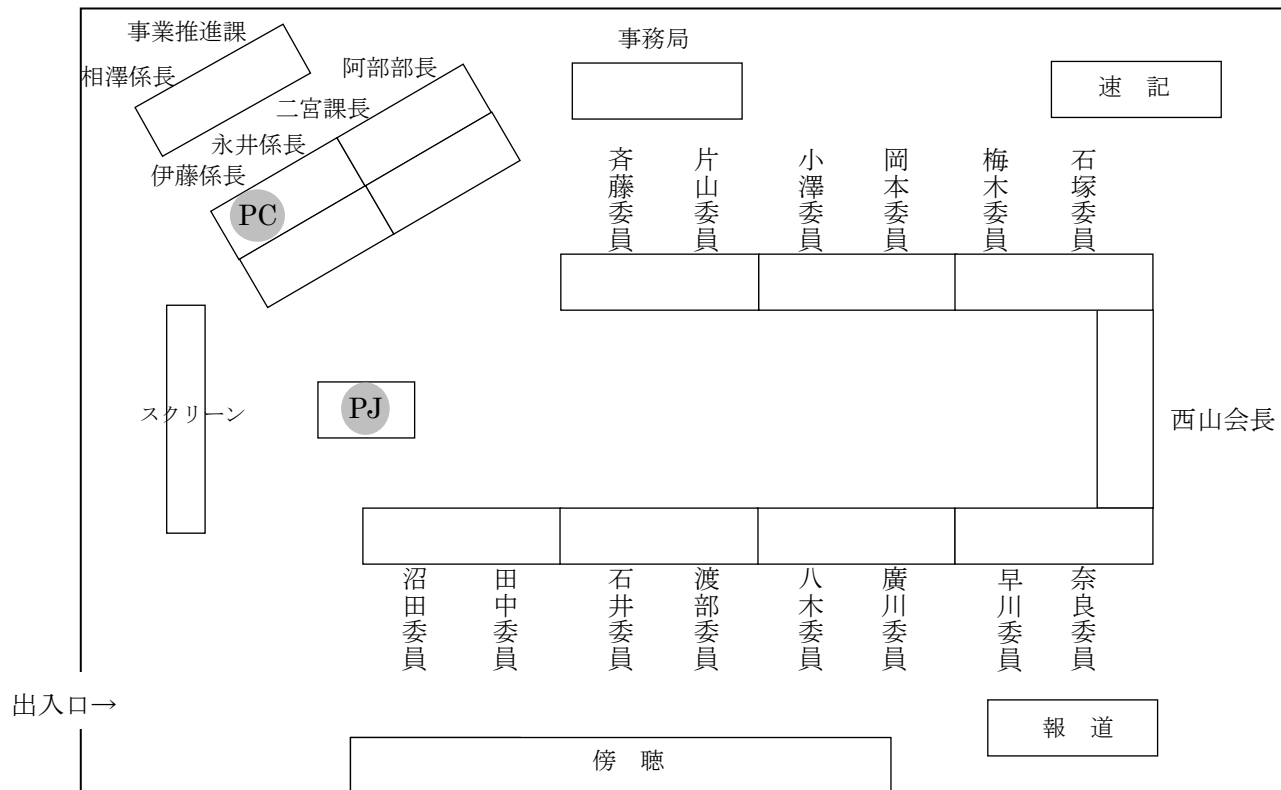 事業推進課
相澤係長
阿部部長
二宮課長
永井係長
伊藤係長
PC
事務局
速 記
斉藤委員
片山委員
小澤委員
岡本委員
梅木委員
石塚委員
スクリーン
PJ
西山会長
沼田委員
田中委員
石井委員
渡部委員
八木委員
廣川委員
早川委員
奈良委員
出入口→
報 道
傍 聴